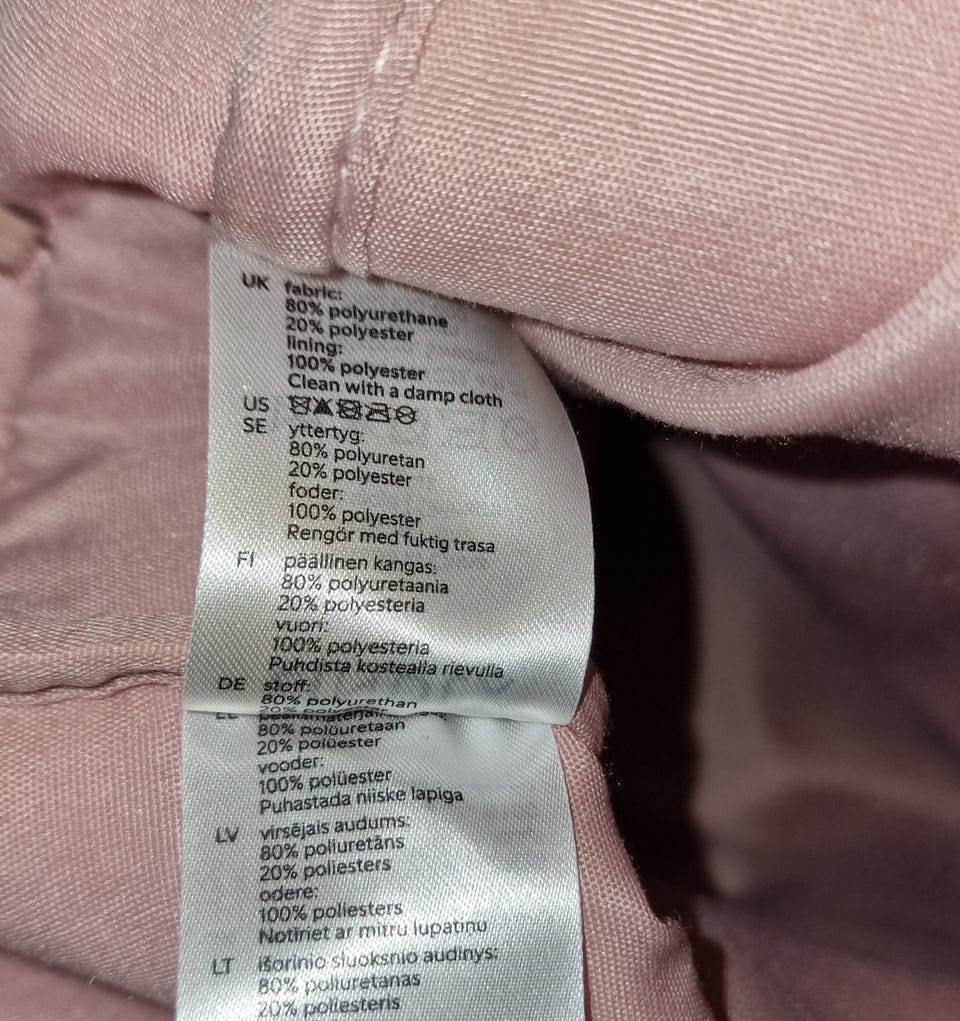 UK fabric:
80% polyurethane
20% polyester
lining:
100% polyester
Clean with a damp cloth
US
SE yttertyg:
80% polyuretan
20% polyester
foder:
100% polyester
Rengör med fuktig trasa
FI päällinen kangas:
80% polyuretaania
20% polyesteria
vuori:
100% polyesteria
Puhdista kostealla rievulla
DE stoff:
80% polyurethan
20% polyester
80% polüuretaan
20% polüester
vooder:
100% polüester
Puhastada niiske lapiga
LV virsējais audums:
80% poliuretāns
20% poliesters
odere:
100% poliesters
Notīriet ar mitru lupatiņu
LT išorinio sluoksnio audinys:
80% poliuretanas
20% poliesteris